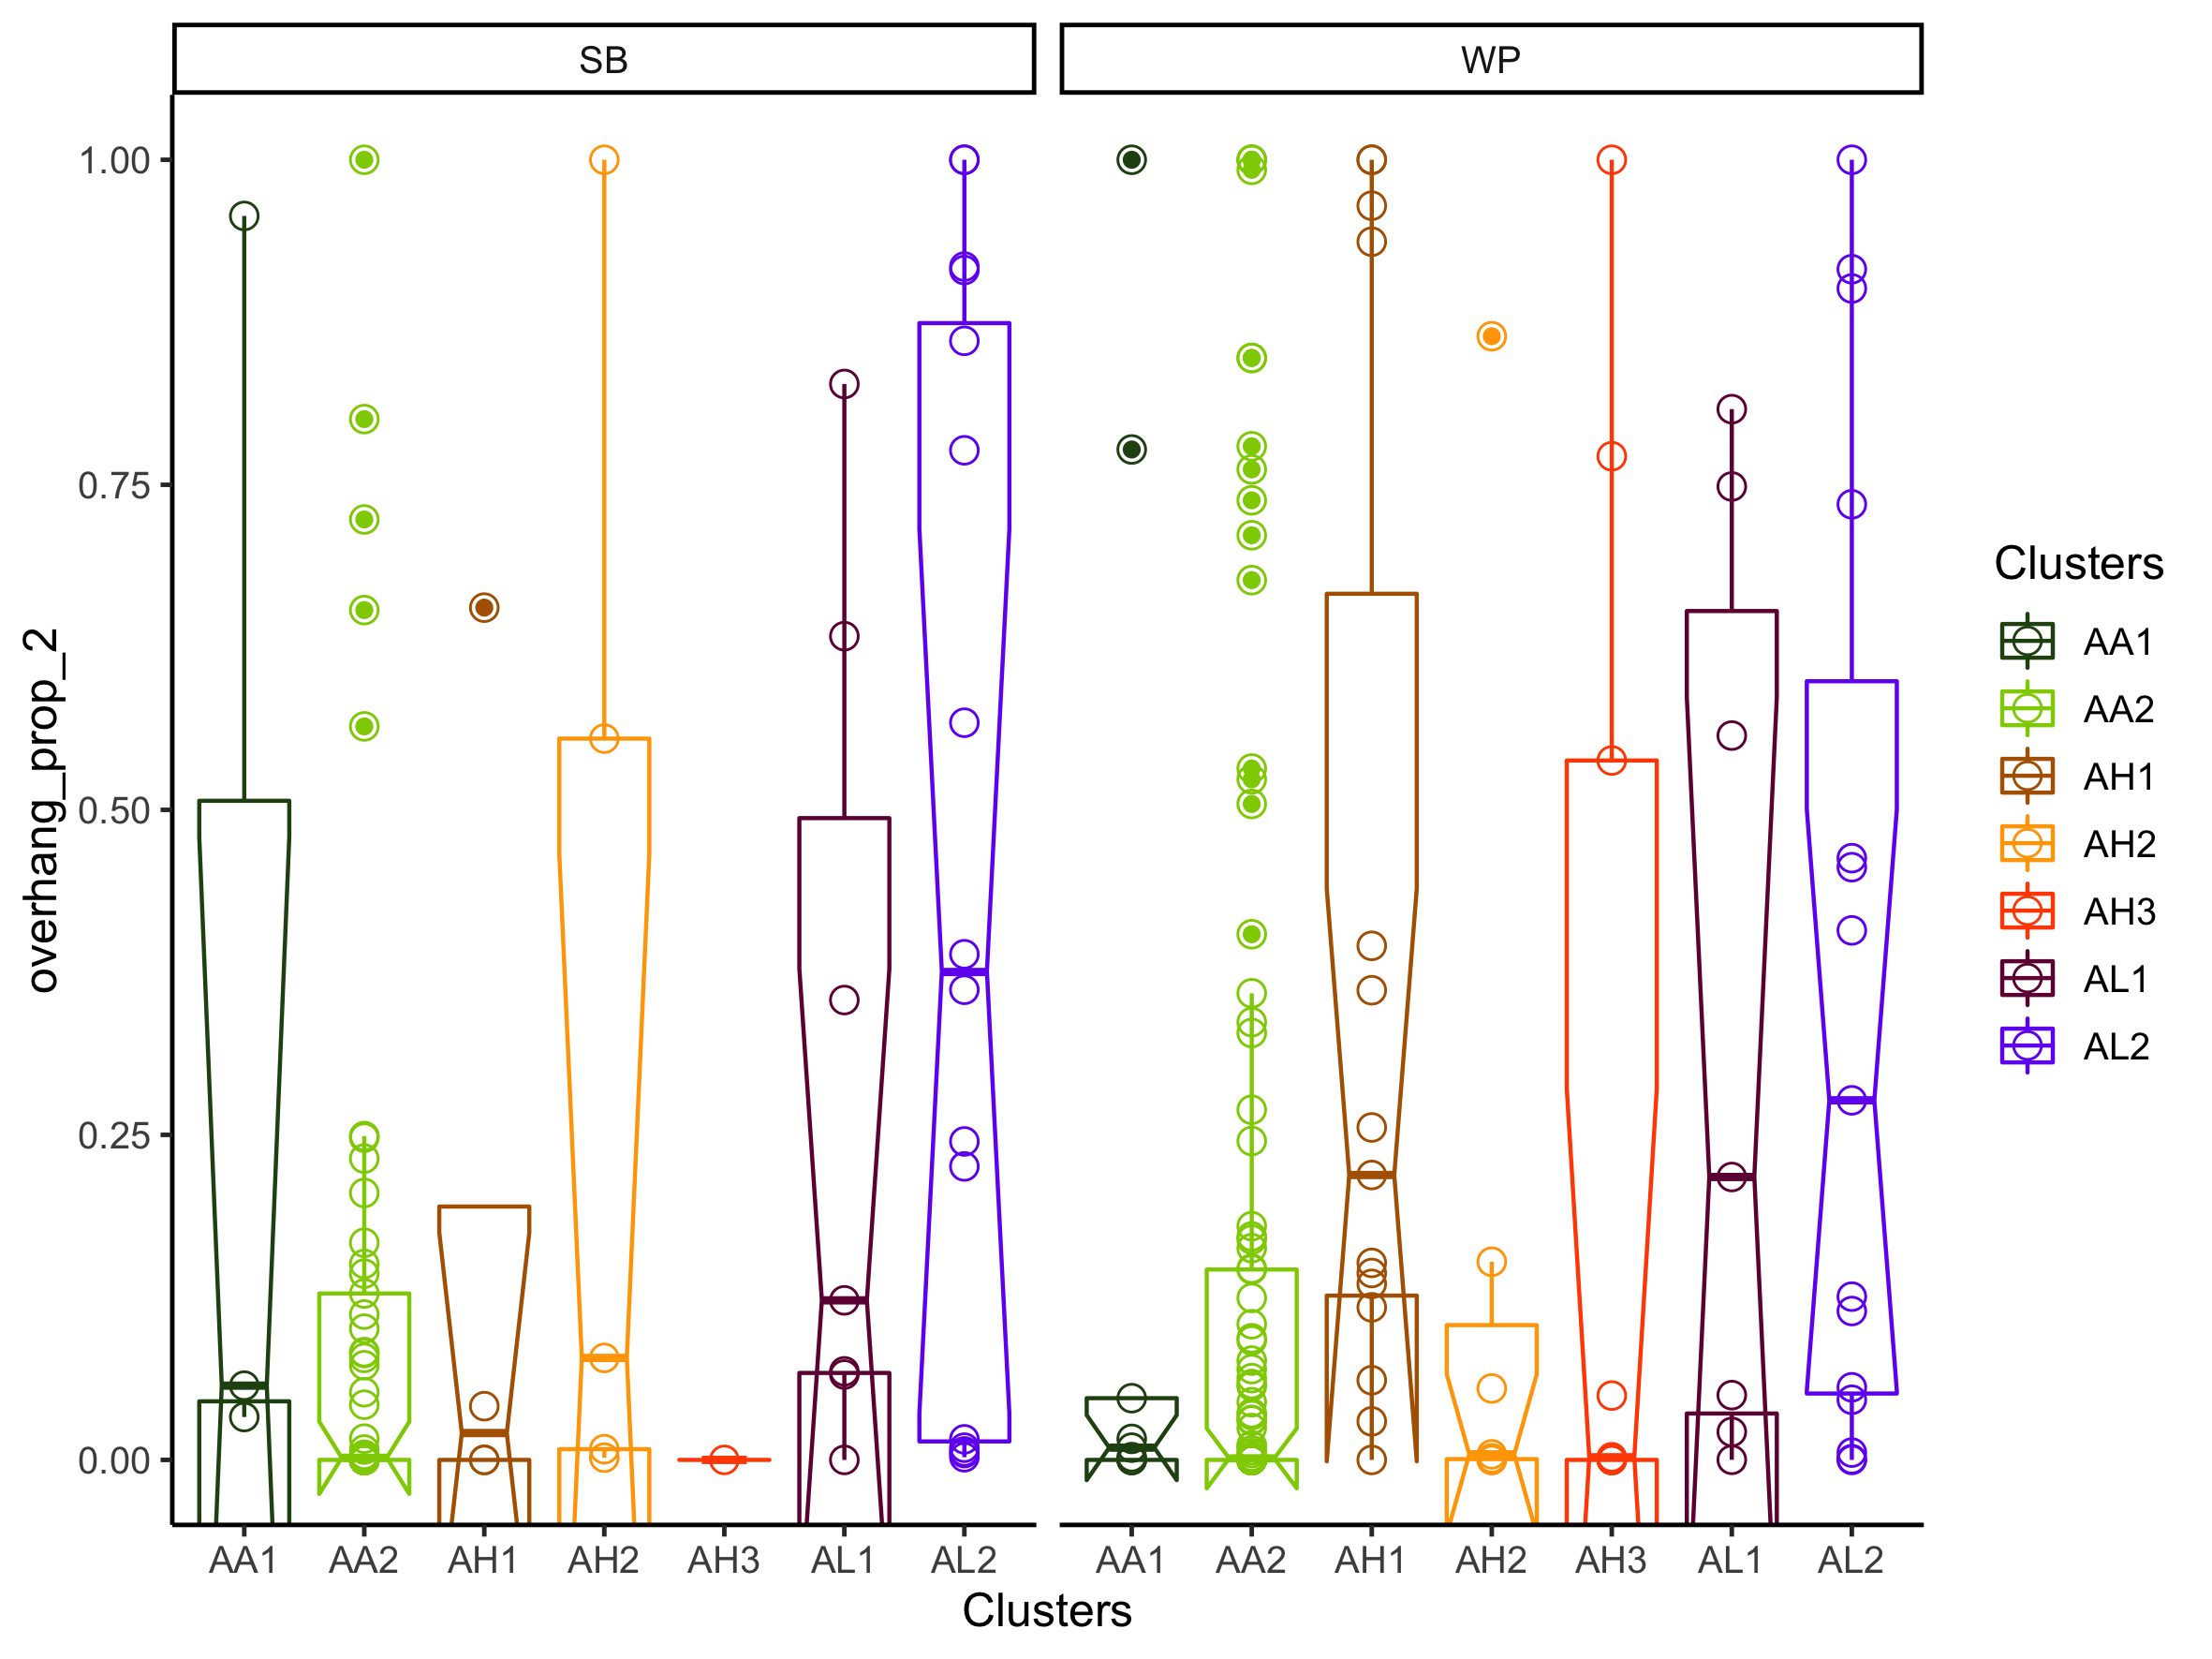 SB
WP
1.00
0.75
0.50
0.25
0.00
overhang_prop_2
AA1 AA2 AH1 AH2 AH3 AL1 AL2
AA1 AA2 AH1 AH2 AH3 AL1 AL2
Clusters
Clusters
AA1
AA2
AH1
AH2
AH3
AL1
AL2